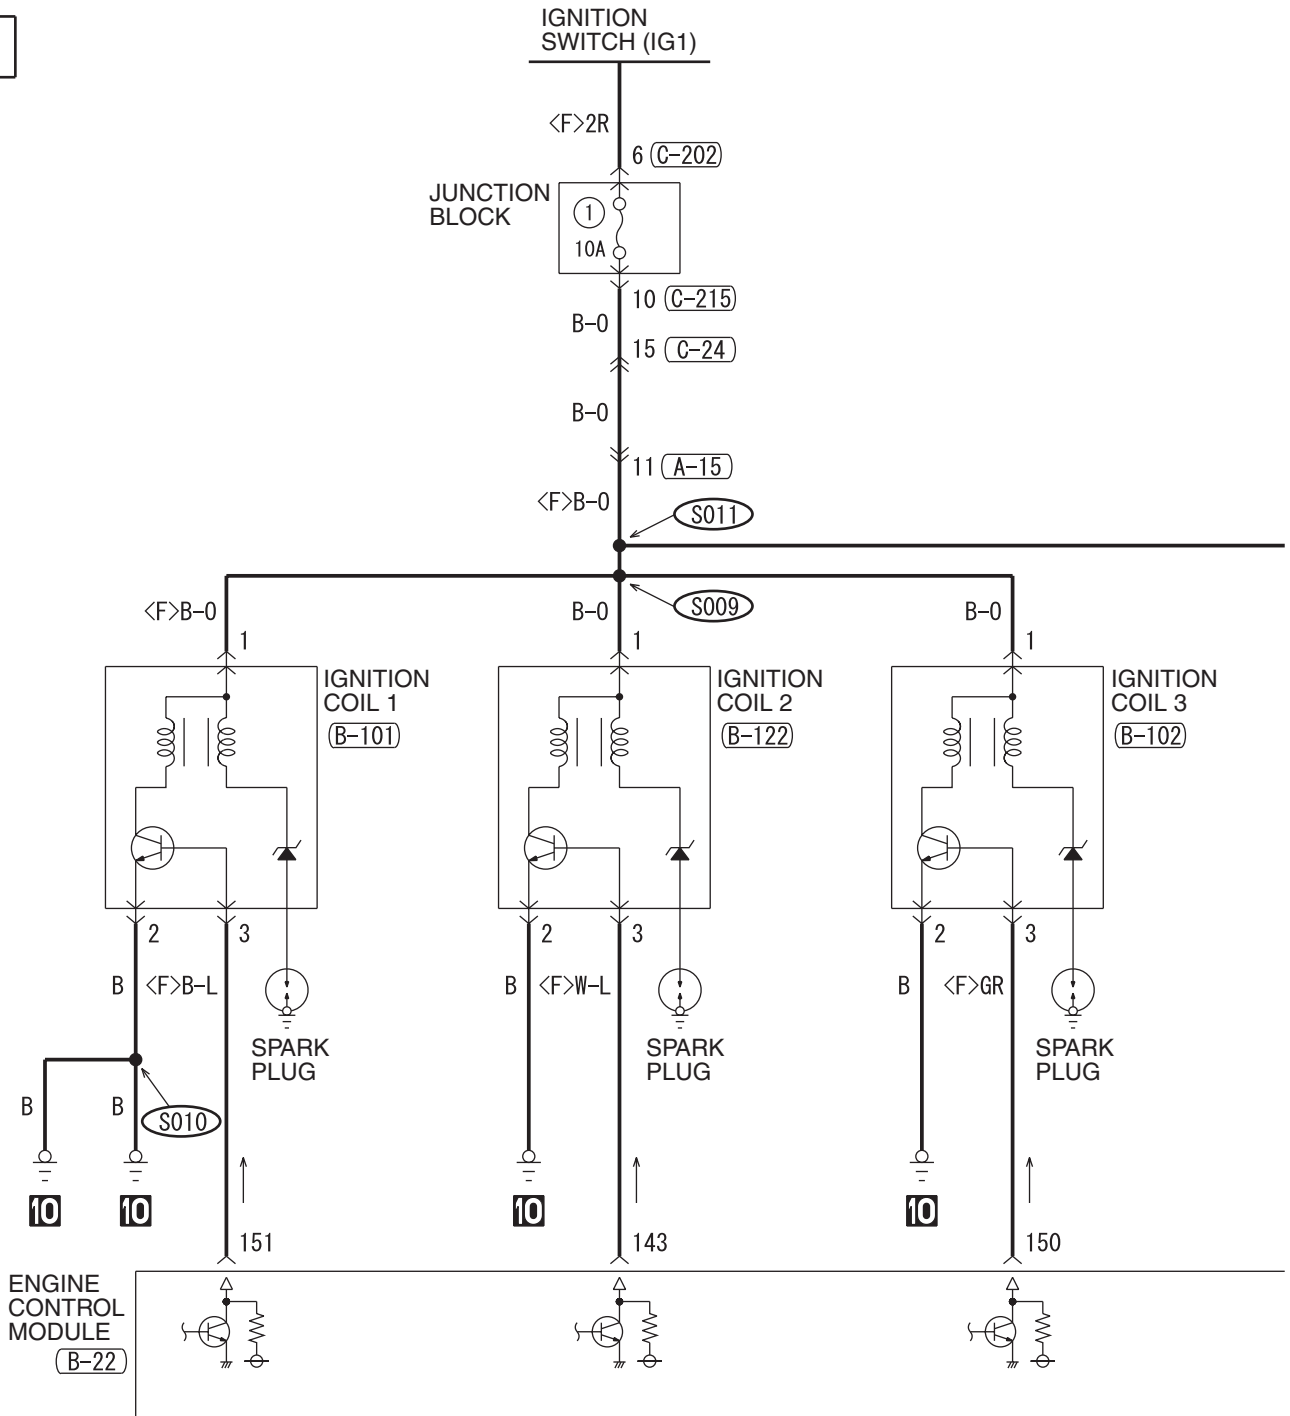 IGNITION
SWITCH (IG1)
<F>2R
6 C-202
JUNCTION
BLOCK
1
10A
10 C-215
B-O
15 C-24
B-O
11 A-15
<F>B-O
S011
S009
<F>B-O
B-O
B-O
1
1
1
IGNITION
COIL 1
B-101
IGNITION
COIL 2
B-122
IGNITION
COIL 3
B-102
2
3
2
3
2
3
B
<F>B-L
B
<F>W-L
B
<F>GR
SPARK
PLUG
SPARK
PLUG
SPARK
PLUG
B
B
S010
10
10
10
10
151
143
150
ENGINE
CONTROL
MODULE
B-22